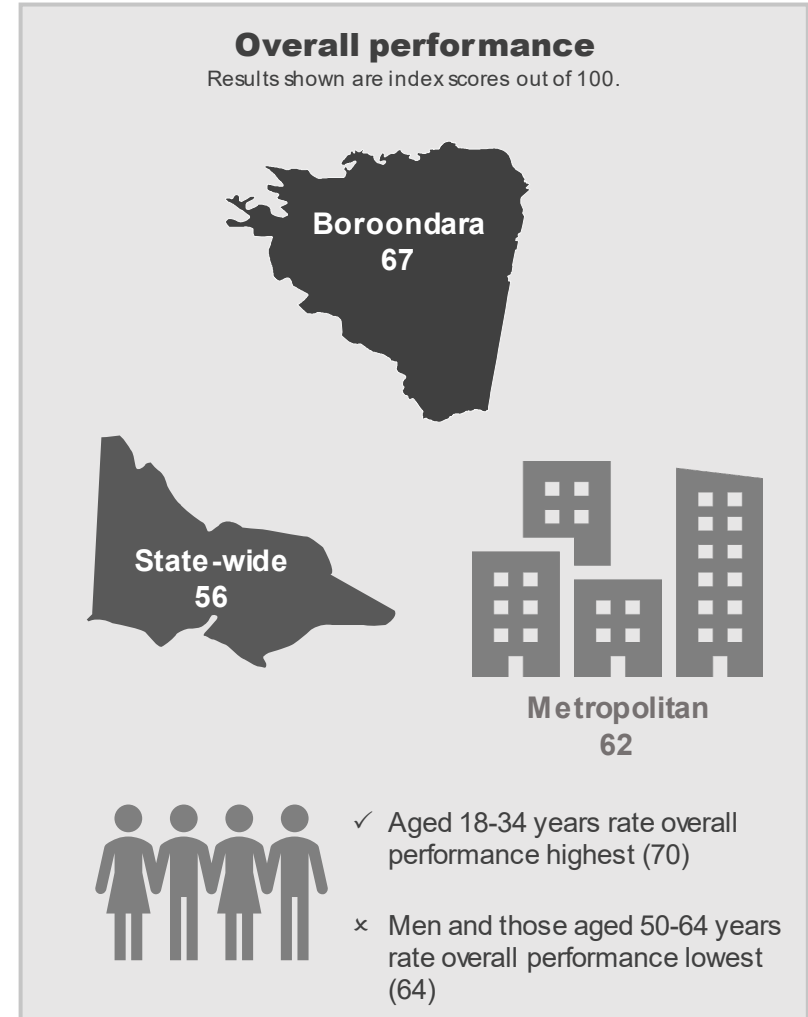 Overall performance
Results shown are index scores out of 100.
Boroondara
67
State-wide
56
Metropolitan
62
✓ Aged 18-34 years rate overall
performance highest (70)
× Men and those aged 50-64 years
rate overall performance lowest
(64)